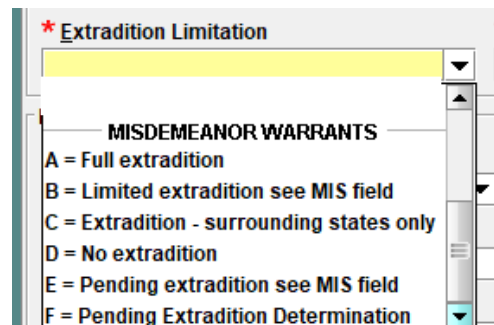 * Extradition Limitation
MISDEMEANOR WARRANTS
A = Full extradition
B = Limited extradition see MIS field
C = Extradition - surrounding states only
D = No extradition
E = Pending extradition see MIS field
F = Pending Extradition Determination